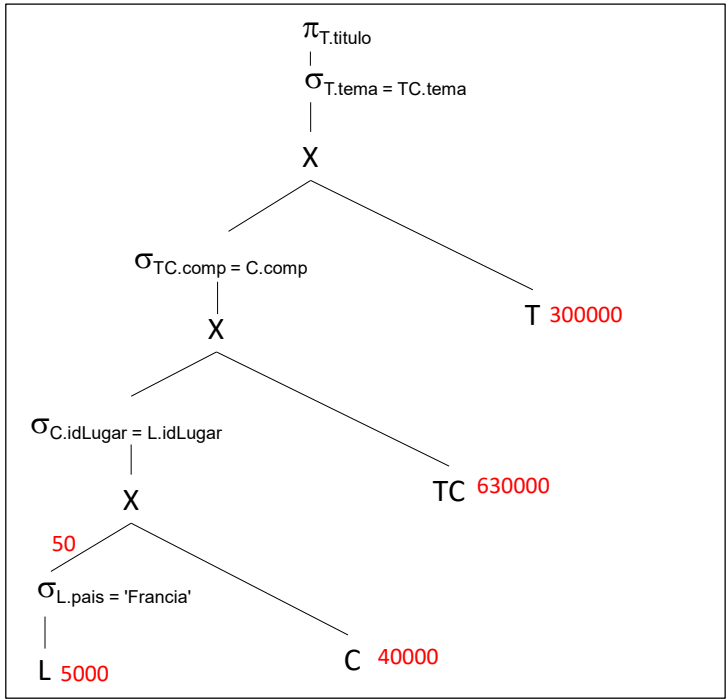 πT.titulo
σT.tema = TC.tema
X
σTC.comp = C.comp
T 300000
X
σC.idLugar = L.idLugar
TC 630000
X
50
σL.pais = 'Francia'
C 40000
L 5000